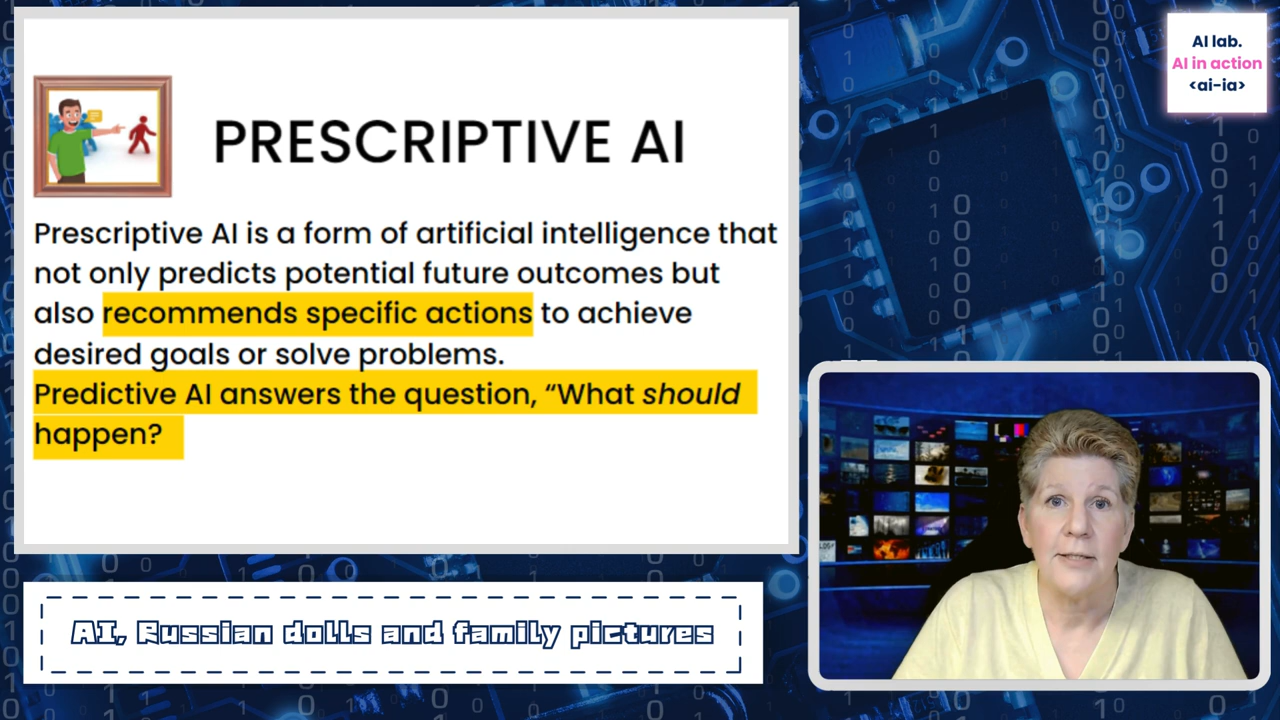 PRESCRIPTIVE AI
Prescriptive AI is a form of artificial intelligence that
not only predicts potential future outcomes but
also recommends specific actions to achieve
desired goals or solve problems.
Predictive AI answers the question, “What should
happen?
AI, Russian dolls and family pictures
AI lab.
AI in action
<ai-ia>